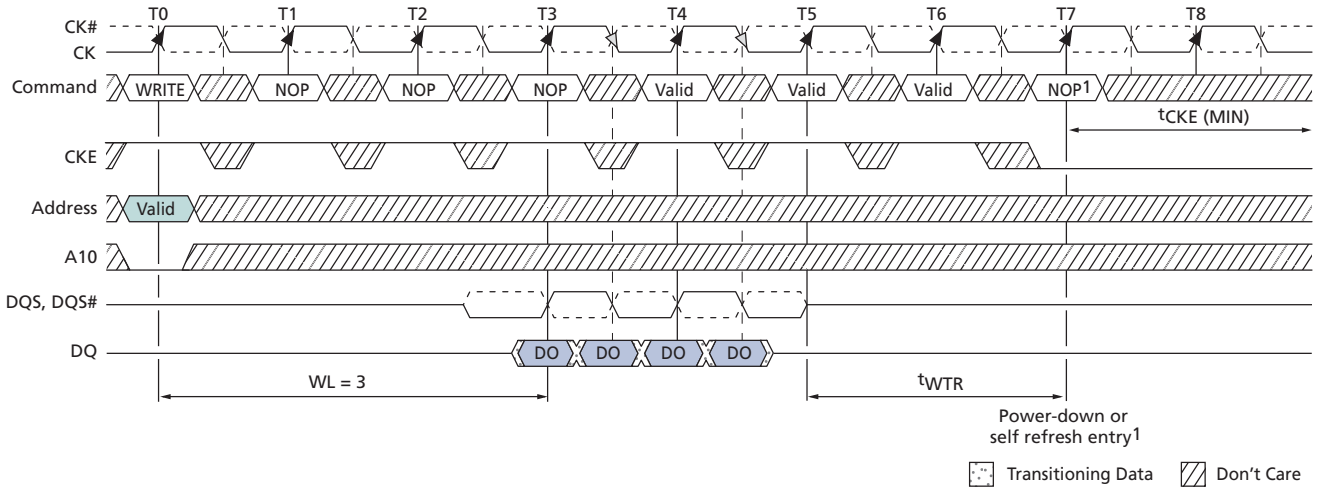 T0 T1 T2 T3 T4 T5 T6 T7 T8
CK#
CK
Command WRITE NOP NOP NOP Valid Valid Valid NOP1
tCKE (MIN)
CKE
Address Valid
A10
DQS, DQS#
DQ DO DO DO DO
WL = 3 tWTR
Power-down or
self refresh entry1
Transitioning Data Don't Care